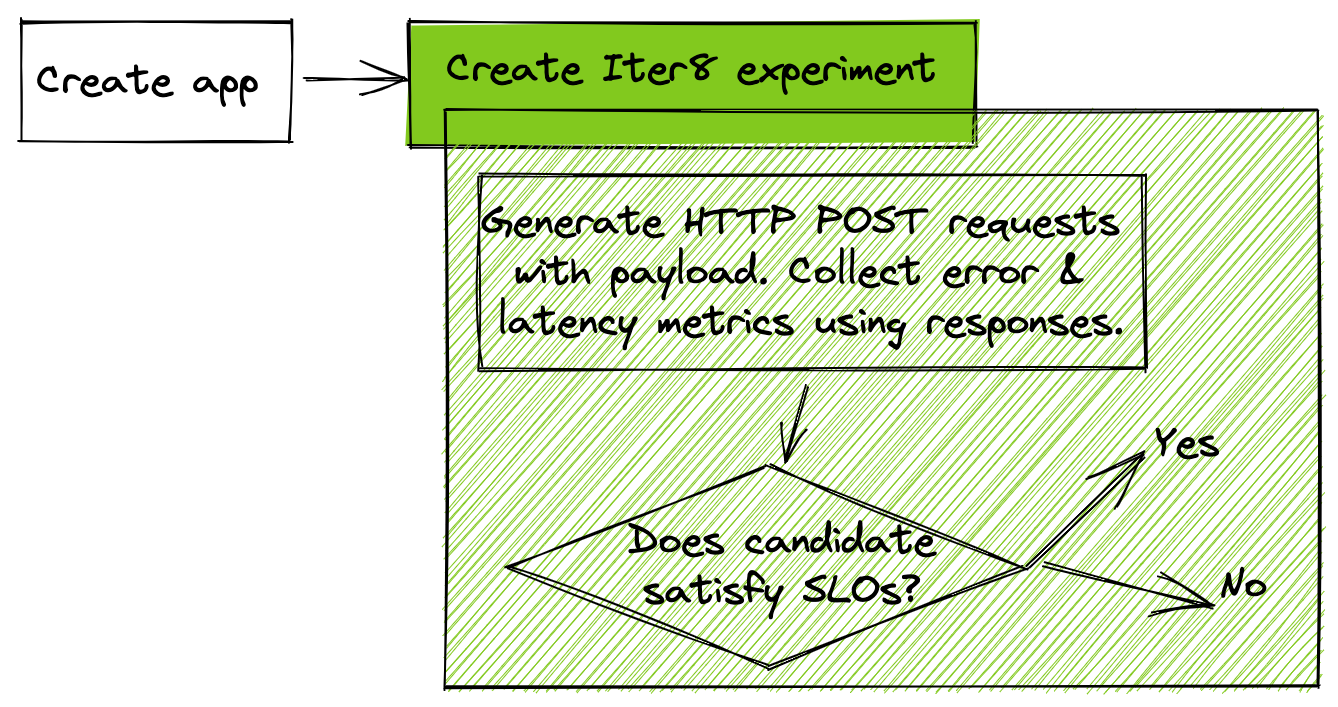 Create app
Create Iter8 experiment
Generate HTTP POST requests
with payload. Collect error &
latency metrics using responses.
Does candidate
satisfy SLOs?
Yes
No